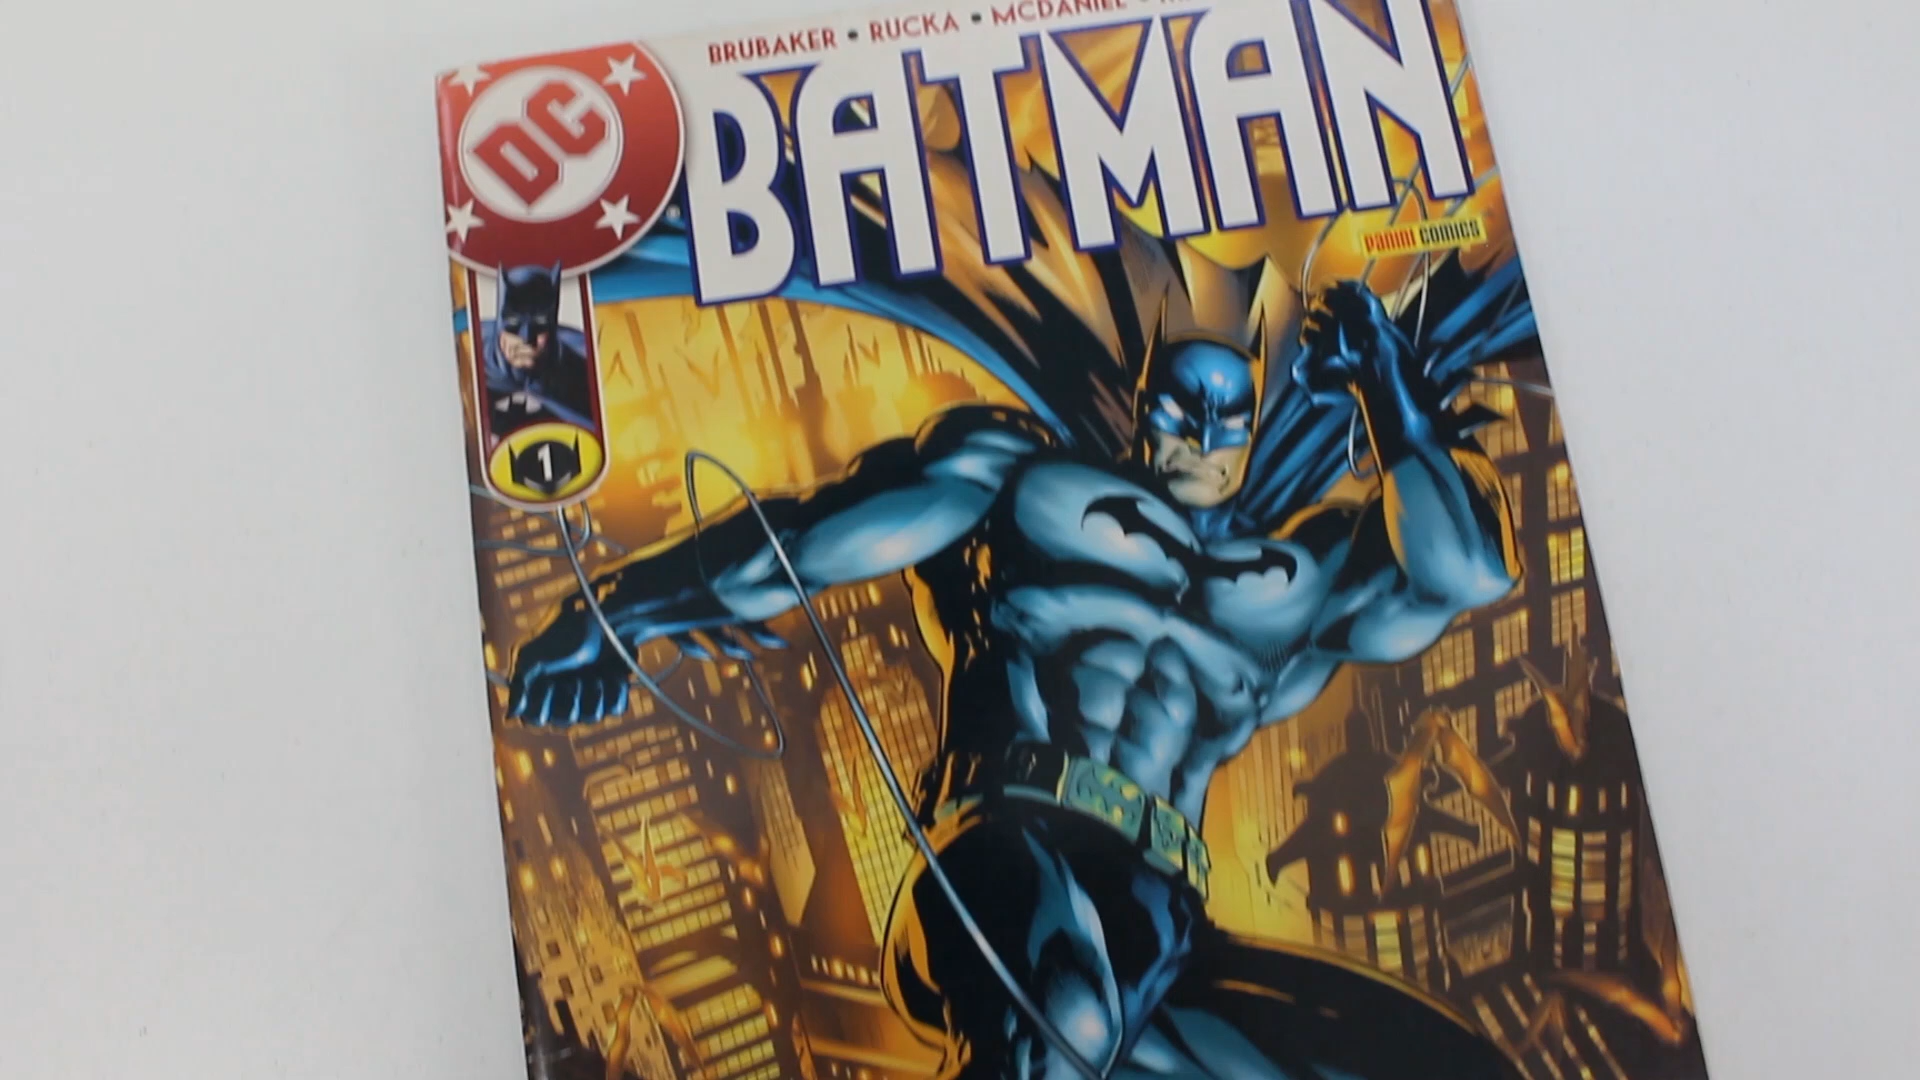 BRUBAKER • RUCKA • MCDANIEL •
DC
BATMAN
PANINI COMICS
1